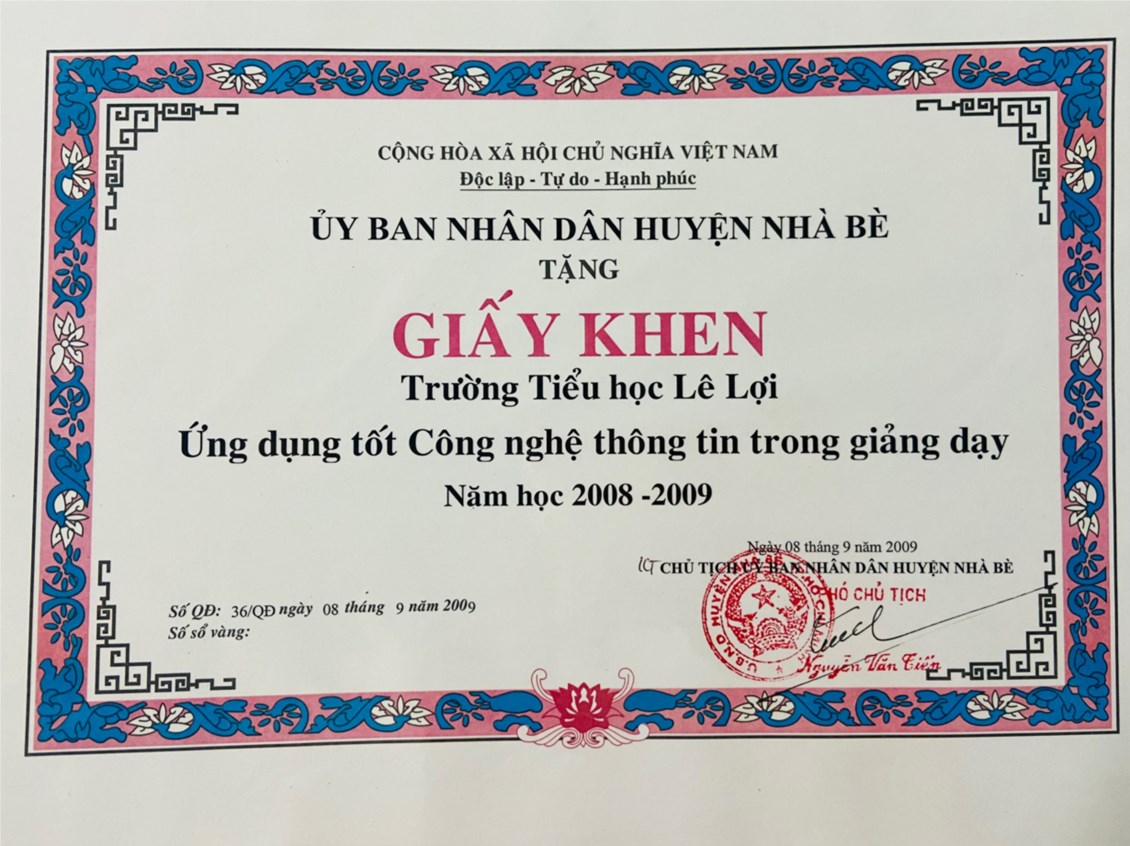 CỘNG HÒA XÃ HỘI CHỦ NGHĨA VIỆT NAM
Độc lập - Tự do - Hạnh phúc
ỦY BAN NHÂN DÂN HUYỆN NHÀ BÈ
TẶNG
GIẤY KHEN
Trường Tiểu học Lê Lợi
Ứng dụng tốt Công nghệ thông tin trong giảng dạy
Năm học 2008 -2009
Ngày 08 tháng 9 năm 2009
KT CHỦ TỊCH ỦY BAN NHÂN DÂN HUYỆN NHÀ BÈ
PHÓ CHỦ TỊCH
Số QĐ: 36/QĐ ngày 08 tháng 9 năm 2009
Số sổ vàng:
U.B.N.D HUYỆN NHÀ BÈ
Nguyễn Văn Tiến